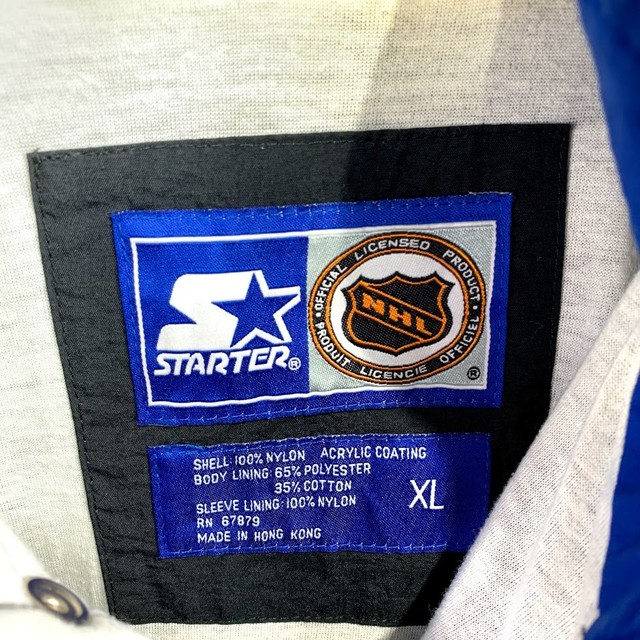 STARTER®
OFFICIAL LICENSED PRODUCT
NHL
PRODUIT LICENCIE OFFICIEL
®
SHELL: 100% NYLON ACRYLIC COATING
BODY LINING: 65% POLYESTER
35% COTTON
SLEEVE LINING: 100% NYLON
RN 67879
MADE IN HONG KONG
XL